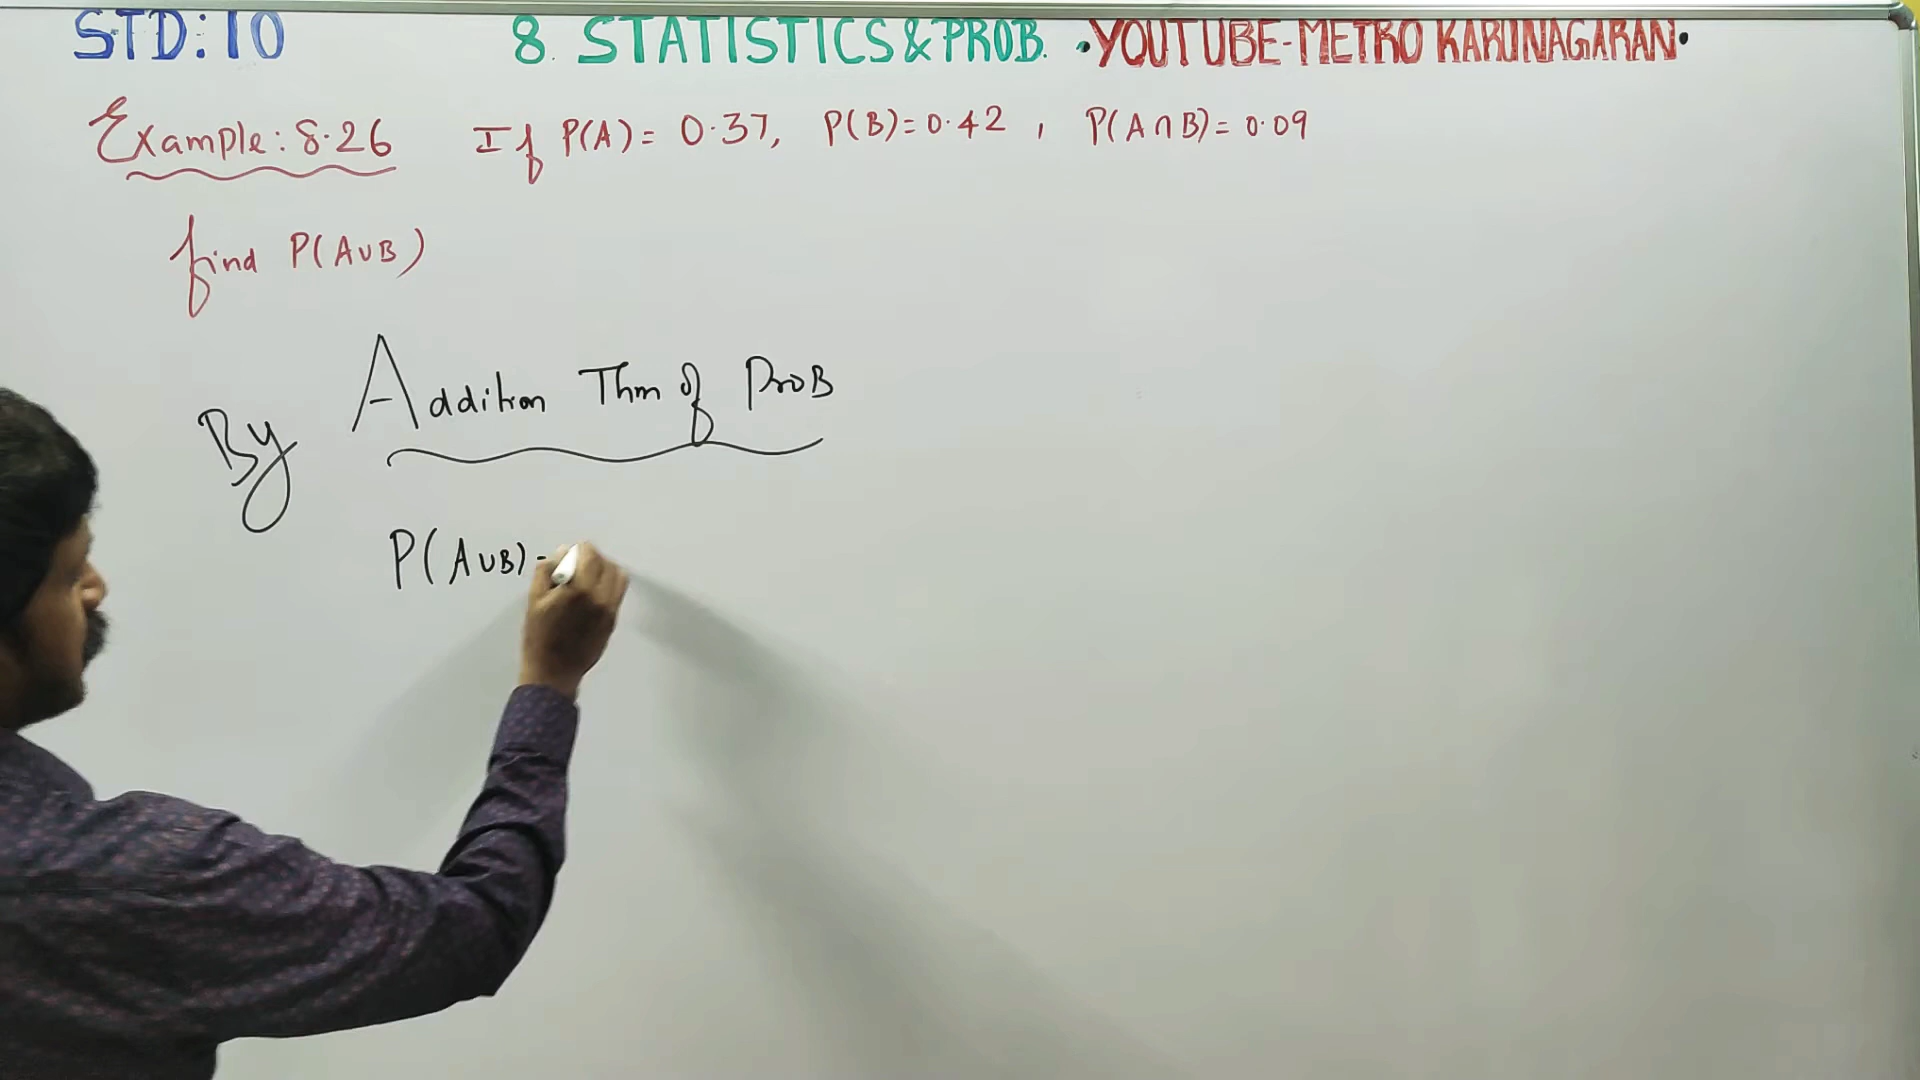 STD: 10 8. STATISTICS & PROB. •YOUTUBE-METRO KARUNAGARAN•
Example: 8.26 If P(A) = 0.37, P(B) = 0.42 , P(A∩B) = 0.09
find P(A∪B)
By Addition Thm of ProB
P(A∪B) =